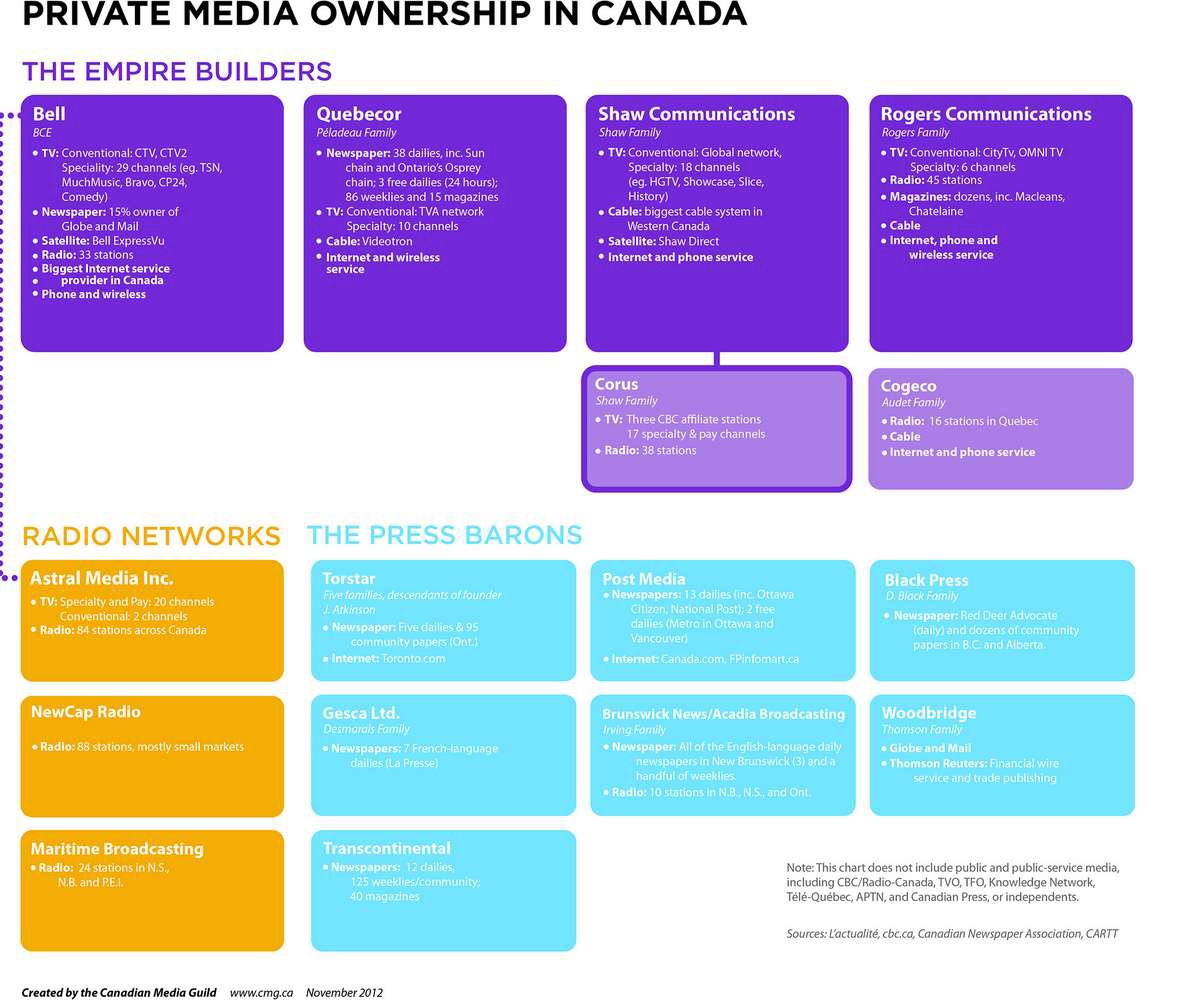 PRIVATE MEDIA OWNERSHIP IN CANADA
THE EMPIRE BUILDERS
Bell
BCE
• TV: Conventional: CTV, CTV2
Speciality: 29 channels (eg. TSN,
MuchMusic, Bravo, CP24,
Comedy)
• Newspaper: 15% owner of
Globe and Mail
• Satellite: Bell ExpressVu
• Radio: 33 stations
• Biggest Internet service
• provider in Canada
• Phone and wireless
Quebecor
Péladeau Family
• Newspaper: 38 dailies, inc. Sun
chain and Ontario's Osprey
chain; 3 free dailies (24 hours);
86 weeklies and 15 magazines
• TV: Conventional: TVA network
Specialty: 10 channels
• Cable: Videotron
• Internet and wireless
service
Shaw Communications
Shaw Family
• TV: Conventional: Global network,
Specialty: 18 channels
(eg. HGTV, Showcase, Slice,
History)
• Cable: biggest cable system in
Western Canada
• Satellite: Shaw Direct
• Internet and phone service
Rogers Communications
Rogers Family
• TV: Conventional: CityTv, OMNI TV
Specialty: 6 channels
• Radio: 45 stations
• Magazines: dozens, inc. Macleans,
Chatelaine
• Cable
• Internet, phone and
wireless service
Corus
Shaw Family
• TV: Three CBC affiliate stations
17 specialty & pay channels
• Radio: 38 stations
Cogeco
Audet Family
• Radio: 16 stations in Quebec
• Cable
• Internet and phone service
RADIO NETWORKS
Astral Media Inc.
• TV: Specialty and Pay: 20 channels
Conventional: 2 channels
• Radio: 84 stations across Canada
NewCap Radio
• Radio: 88 stations, mostly small markets
Maritime Broadcasting
• Radio: 24 stations in N.S.,
N.B. and P.E.I.
THE PRESS BARONS
Torstar
Five families, descendants of founder
J. Atkinson
• Newspaper: Five dailies & 95
community papers (Ont.)
• Internet: Toronto.com
Post Media
• Newspapers: 13 dailies (inc. Ottawa
Citizen, National Post); 2 free
dailies (Metro in Ottawa and
Vancouver)
• Internet: Canada.com, FPinfomart.ca
Black Press
D. Black Family
• Newspaper: Red Deer Advocate
(daily) and dozens of community
papers in B.C. and Alberta.
Gesca Ltd.
Desmarais Family
• Newspapers: 7 French-language
dailies (La Presse)
Brunswick News/Acadia Broadcasting
Irving Family
• Newspaper: All of the English-language daily
newspapers in New Brunswick (3) and a
handful of weeklies.
• Radio: 10 stations in N.B., N.S., and Ont.
Woodbridge
Thomson Family
• Globe and Mail
• Thomson Reuters: Financial wire
service and trade publishing
Transcontinental
• Newspapers: 12 dailies,
125 weeklies/community;
40 magazines
Note: This chart does not include public and public-service media,
including CBC/Radio-Canada, TVO, TFO, Knowledge Network,
Télé-Québec, APTN, and Canadian Press, or independents.
Sources: L'actualité, cbc.ca, Canadian Newspaper Association, CARTT
Created by the Canadian Media Guild www.cmg.ca November 2012